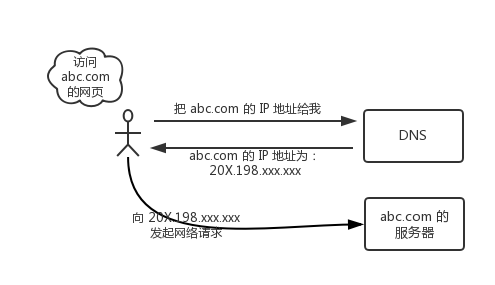 访问
abc.com
的网页
把 abc.com 的 IP 地址给我
DNS
abc.com 的 IP 地址为：
20X.198.xxx.xxx
向 20X.198.xxx.xxx
发起网络请求
abc.com 的
服务器